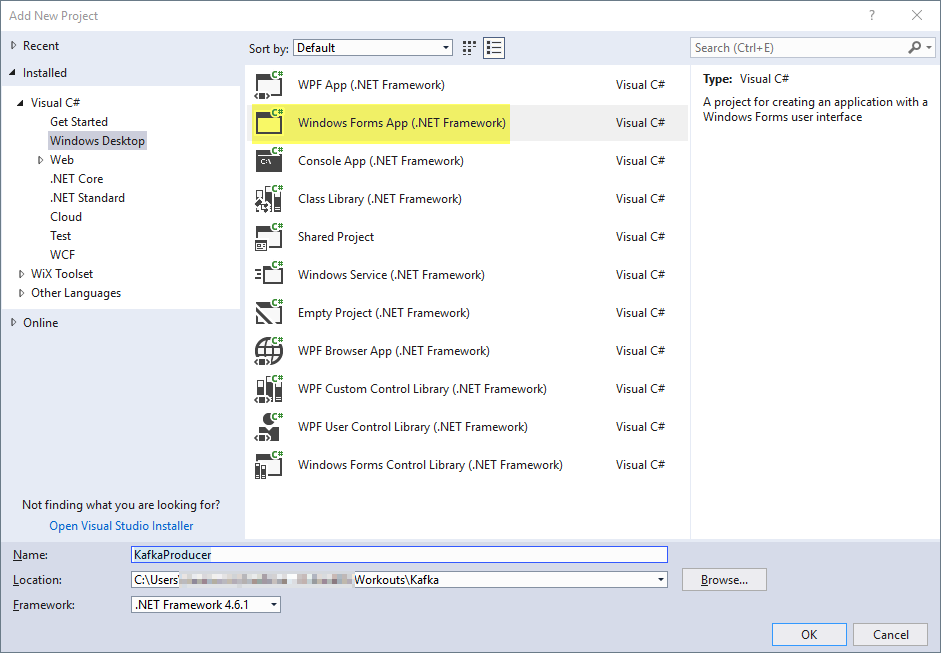 Add New Project
?
Recent
Installed
Visual C#
Get Started
Windows Desktop
Web
.NET Core
.NET Standard
Cloud
Test
WCF
WiX Toolset
Other Languages
Online
Not finding what you are looking for?
Open Visual Studio Installer
Sort by: Default
C# WPF App (.NET Framework) Visual C#
C# Windows Forms App (.NET Framework) Visual C#
C# C:\ Console App (.NET Framework) Visual C#
C# Class Library (.NET Framework) Visual C#
C# Shared Project Visual C#
C# Windows Service (.NET Framework) Visual C#
C# Empty Project (.NET Framework) Visual C#
C# WPF Browser App (.NET Framework) Visual C#
C# WPF Custom Control Library (.NET Framework) Visual C#
C# WPF User Control Library (.NET Framework) Visual C#
C# Windows Forms Control Library (.NET Framework) Visual C#
Search (Ctrl+E)
Type: Visual C#
A project for creating an application with a
Windows Forms user interface
Name: KafkaProducer
Location: C:\Users\ Workouts\Kafka Browse...
Framework: .NET Framework 4.6.1
OK Cancel